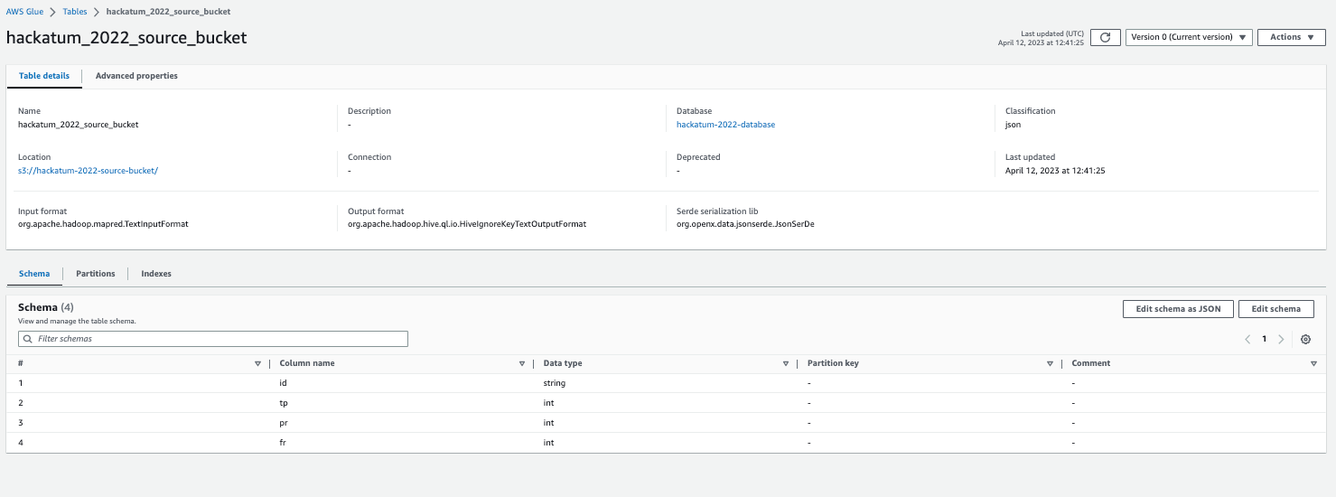 AWS Glue > Tables > hackatum_2022_source_bucket
hackatum_2022_source_bucket
Last updated (UTC)
April 12, 2023 at 12:41:25
Version 0 (Current version)
Actions
Table details
Advanced properties
Name
Description
Database
Classification
hackatum_2022_source_bucket
-
hackatum-2022-database
json
Location
Connection
Deprecated
Last updated
s3://hackatum-2022-source-bucket/
-
-
April 12, 2023 at 12:41:25
Input format
Output format
Serde serialization lib
org.apache.hadoop.mapred.TextInputFormat
org.apache.hadoop.hive.ql.io.HiveIgnoreKeyTextOutputFormat
org.openx.data.jsonserde.JsonSerDe
Schema
Partitions
Indexes
Schema (4)
View and manage the table schema.
Edit schema as JSON
Edit schema
Filter schemas
< 1 >
# Column name Data type Partition key Comment
1 id string - -
2 tp int - -
3 pr int - -
4 fr int - -